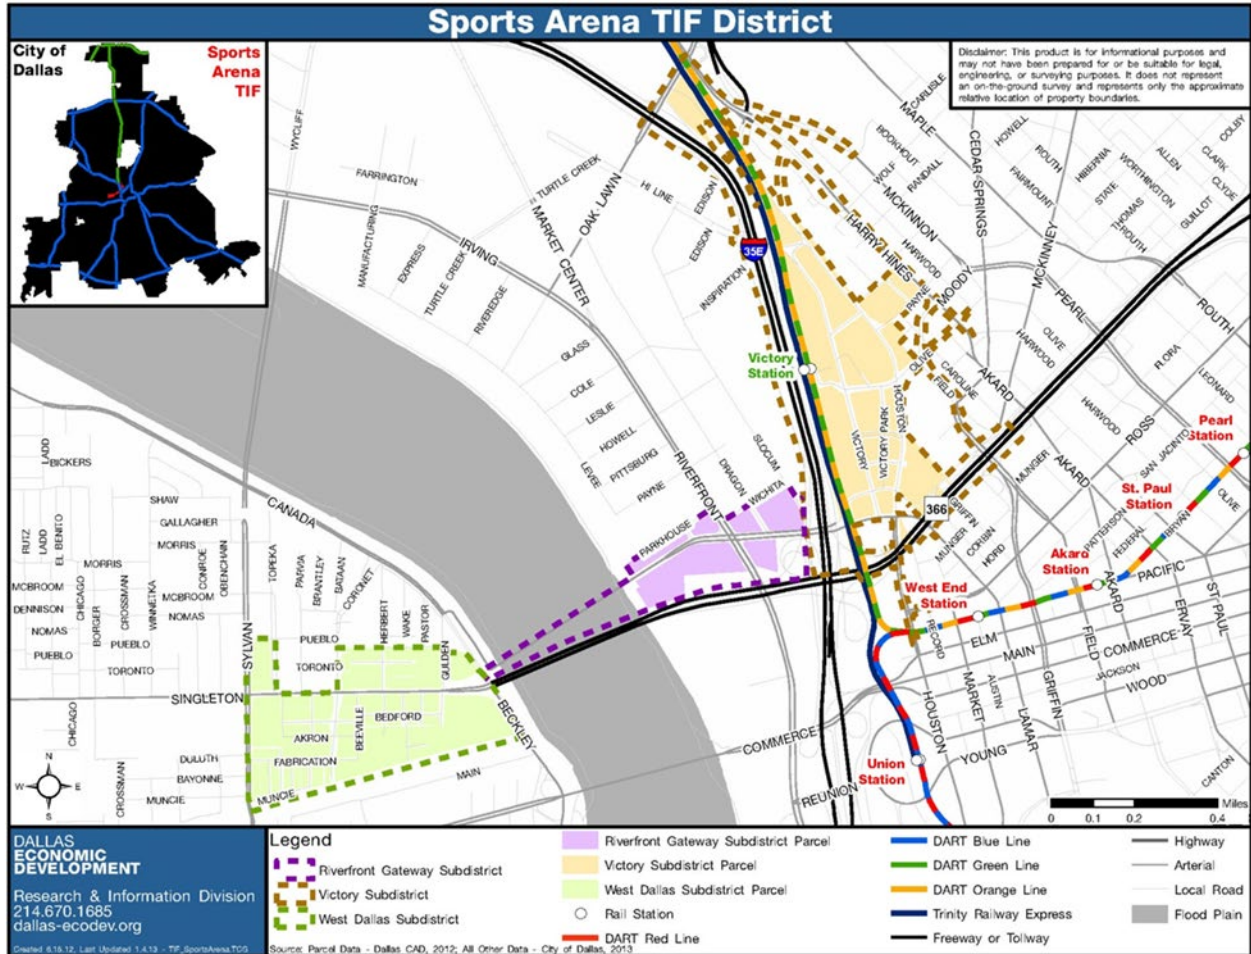 Sports Arena TIF District
City of
Dallas
Sports
Arena
TIF
Disclaimer: This product is for informational purposes and
may not have been prepared for or be suitable for legal,
engineering, or surveying purposes. It does not represent
an on-the-ground survey and represents only the approximate
relative location of property boundaries.
WYCLIFF
FARRINGTON
MANUFACTURING
EXPRESS
TURTLE CREEK
IRVING
RIVEREDGE
TURTLE CREEK
MARKET CENTER
OAK LAWN
HI LINE
EDISON
EDISON
INSPIRATION
35E
CARLISLE
MAPLE
BOOKHOUT
WOLF
RANDALL
MCKINNON
HARRY HINES
HARWOOD
PAYNE
MOODY
CEDAR SPRINGS
HOWELL
ROUTH
FAIRMOUNT
HIBERNIA
STATE
THOMAS
WORTHINGTON
ALLEN
CLARK
COLBY
CLYDE
GUILLOT
ROUTH
MCKINNEY
PEARL
ROUTH
OLIVE
HARWOOD
FLORA
LEONARD
GLASS
COLE
LESLIE
HOWELL
PITTSBURG
LEVEE
PAYNE
RIVERFRONT
DRAGON
SLOCUM
WICHITA
PARKHOUSE
Victory
Station
VICTORY
VICTORY PARK
HOUSTON
OLIVE
FIELD
CAROLINE
AKARD
HARWOOD
ROSS
SAN JACINTO
Pearl
Station
MUNGER
AKARD
St. Paul
Station
OLIVE
366
GRIFFIN
MUNGER
CORBIN
HORD
PATTERSON
FEDERAL
BRYAN
Akard
Station
PACIFIC
AKARD
West End
Station
RECORD
ELM
MAIN
FIELD
COMMERCE
ERVAY
ST. PAUL
JACKSON
WOOD
HOUSTON
MARKET
AUSTIN
LAMAR
GRIFFIN
YOUNG
CANTON
Union
Station
COMMERCE
REUNION
LADD
BICKERS
CANADA
SHAW
GALLAGHER
MORRIS
RUTZ
LADD
EL BENITO
MORRIS
CONROE
OBENCHAIN
TOPEKA
PARVIA
BRANTLEY
BATAAN
CORONET
MCBROOM
CHICAGO
CROSSMAN
WINNETKA
MCBROOM
DENNISON
BORGER
NOMAS
NOMAS
PUEBLO
PUEBLO
TORONTO
SYLVAN
PUEBLO
TORONTO
HERBERT
WAKE
PASTOR
GULDEN
SINGLETON
BECKLEY
CHICAGO
BEDFORD
BEEVILLE
AKRON
FABRICATION
DULUTH
BAYONNE
CROSSMAN
MUNCIE
MUNCIE
MAIN
N
W
E
S
0
0.1
0.2
0.4
Miles
DALLAS
ECONOMIC
DEVELOPMENT
Research & Information Division
214.670.1685
dallas-ecodev.org
Created 6.15.12, Last Updated 1.4.13 - TIF_SportsArena.TCG
Legend
Riverfront Gateway Subdistrict
Victory Subdistrict
West Dallas Subdistrict
Riverfront Gateway Subdistrict Parcel
Victory Subdistrict Parcel
West Dallas Subdistrict Parcel
Rail Station
DART Red Line
DART Blue Line
DART Green Line
DART Orange Line
Trinity Railway Express
Freeway or Tollway
Highway
Arterial
Local Road
Flood Plain
Source: Parcel Data - Dallas CAD, 2012; All Other Data - City of Dallas, 2013